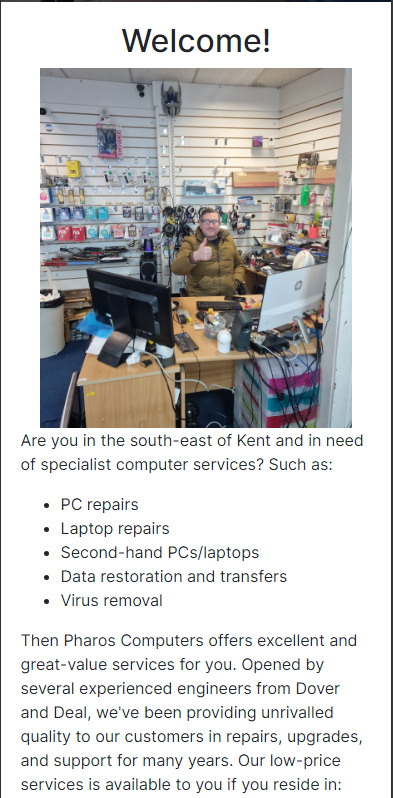 Welcome!
hp
Are you in the south-east of Kent and in need
of specialist computer services? Such as:
• PC repairs
• Laptop repairs
• Second-hand PCs/laptops
• Data restoration and transfers
• Virus removal
Then Pharos Computers offers excellent and
great-value services for you. Opened by
several experienced engineers from Dover
and Deal, we've been providing unrivalled
quality to our customers in repairs, upgrades,
and support for many years. Our low-price
services is available to you if you reside in: